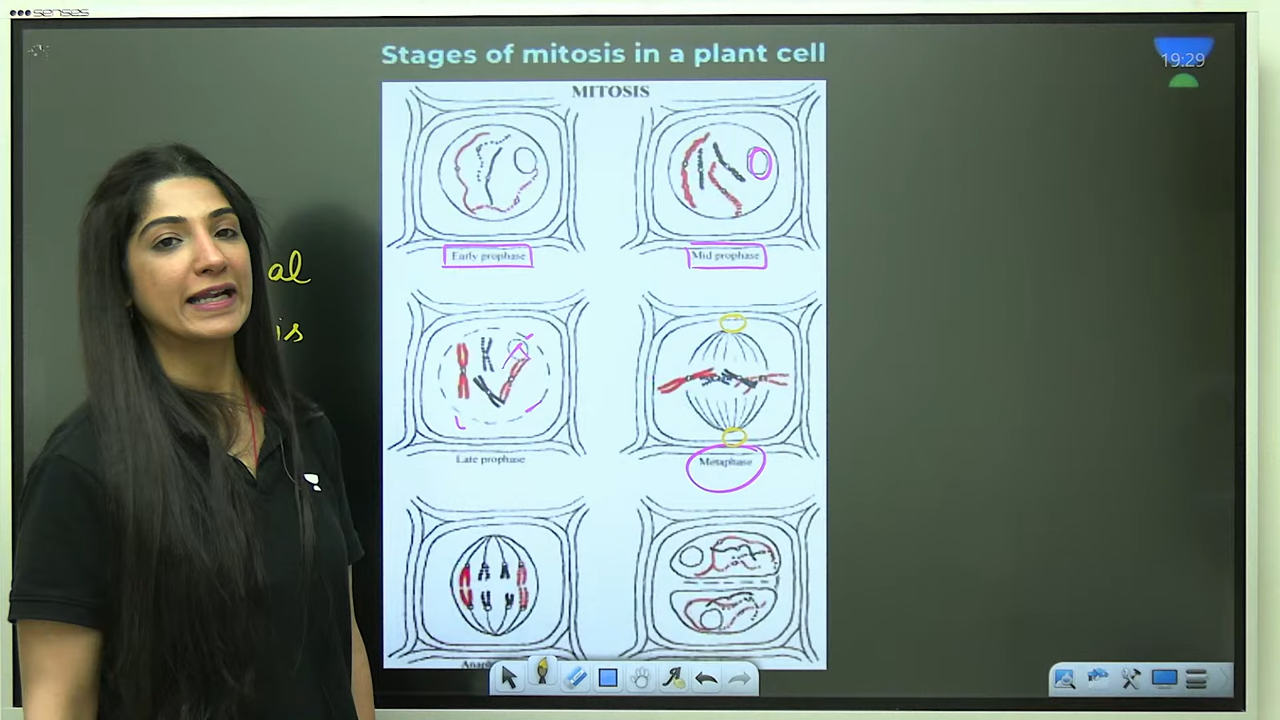 senses
Stages of mitosis in a plant cell
19:29
MITOSIS
Early prophase
Mid prophase
al
is
Late prophase
Metaphase